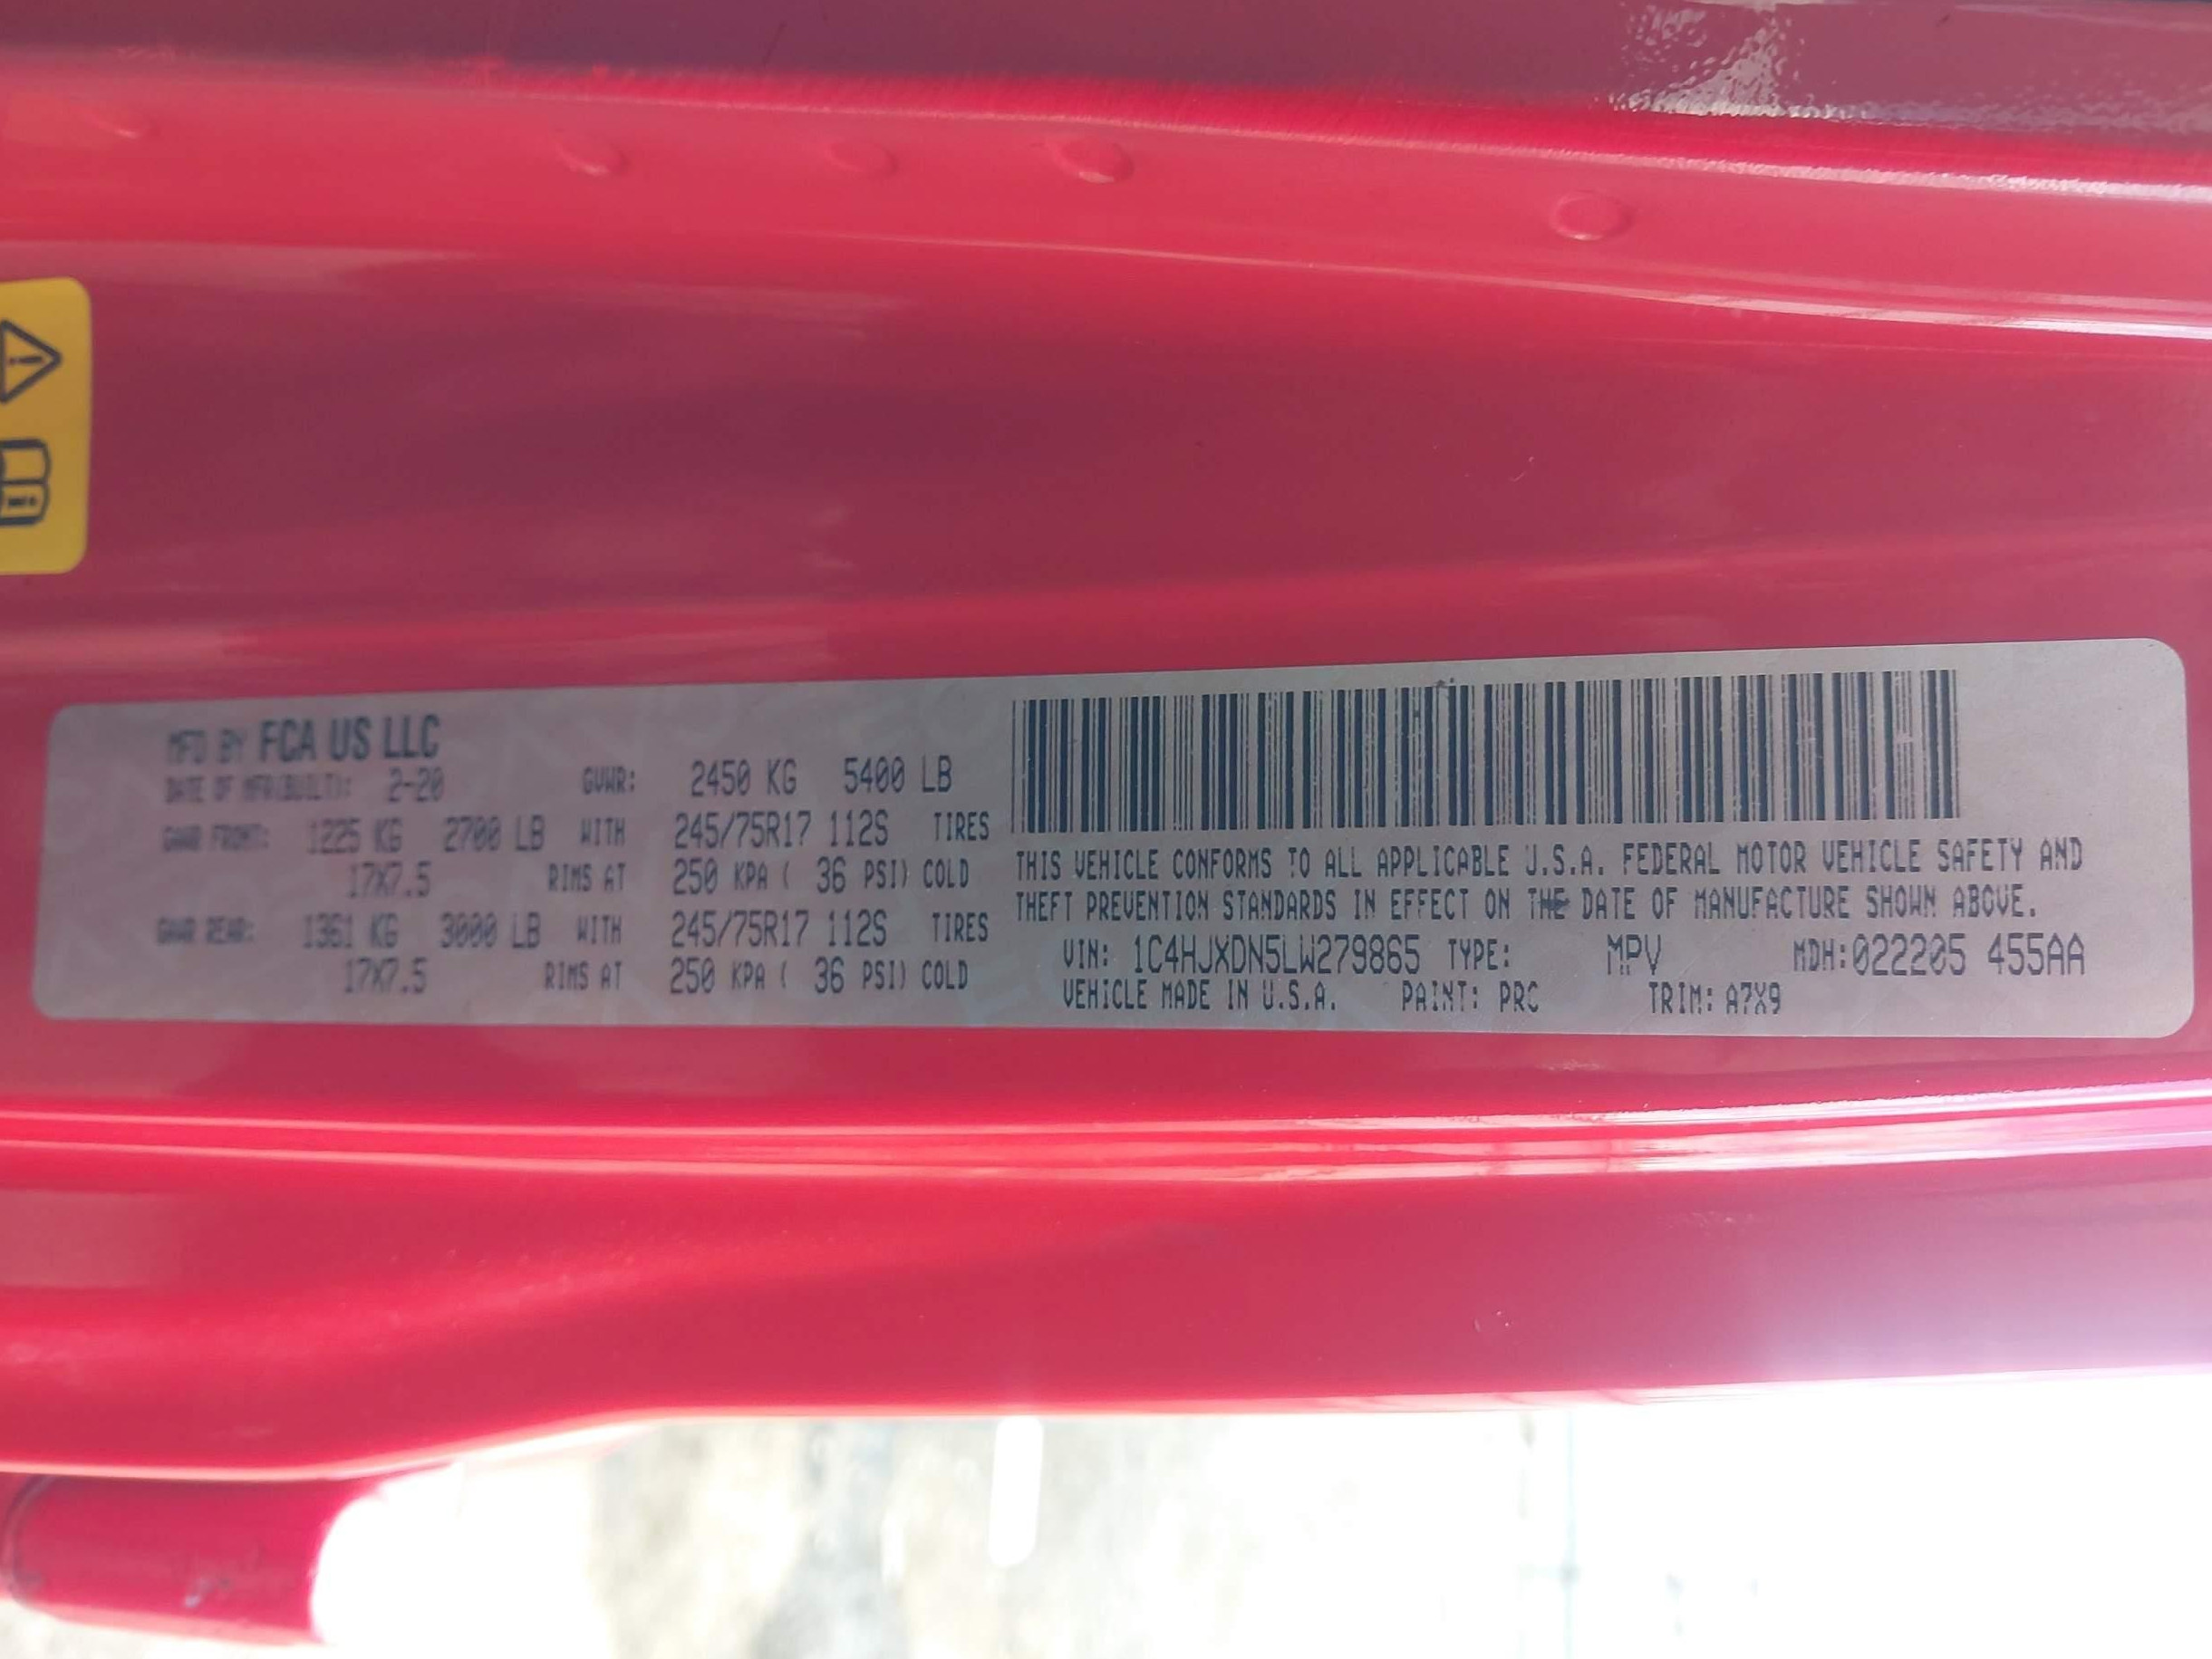 MFD BY FCA US LLC
DATE OF MFR(BUILT): 2-20 GVWR: 2450 KG 5400 LB
GAWR FRONT: 1225 KG 2700 LB WITH 245/75R17 112S TIRES
17X7.5 RIMS AT 250 KPA ( 36 PSI) COLD
GAWR REAR: 1361 KG 3000 LB WITH 245/75R17 112S TIRES
17X7.5 RIMS AT 250 KPA ( 36 PSI) COLD
THIS VEHICLE CONFORMS TO ALL APPLICABLE U.S.A. FEDERAL MOTOR VEHICLE SAFETY AND
THEFT PREVENTION STANDARDS IN EFFECT ON THE DATE OF MANUFACTURE SHOWN ABOVE.
VIN: 1C4HJXDN5LW279865 TYPE: MPV MDH:022205 455AA
VEHICLE MADE IN U.S.A. PAINT: PRC TRIM: A7X9